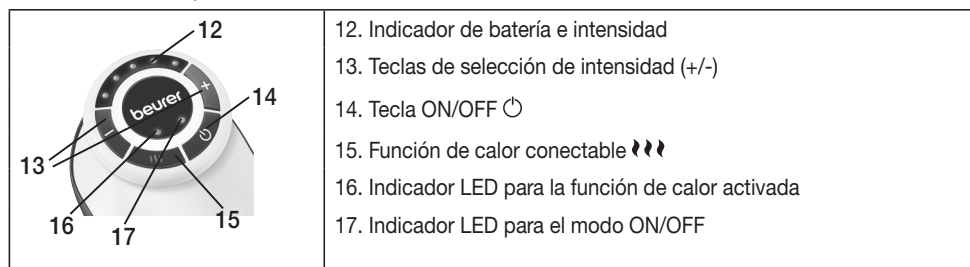 12
14
13
15
16
17
beurer
+
-
12. Indicador de batería e intensidad
13. Teclas de selección de intensidad (+/-)
14. Tecla ON/OFF
15. Función de calor conectable
16. Indicador LED para la función de calor activada
17. Indicador LED para el modo ON/OFF